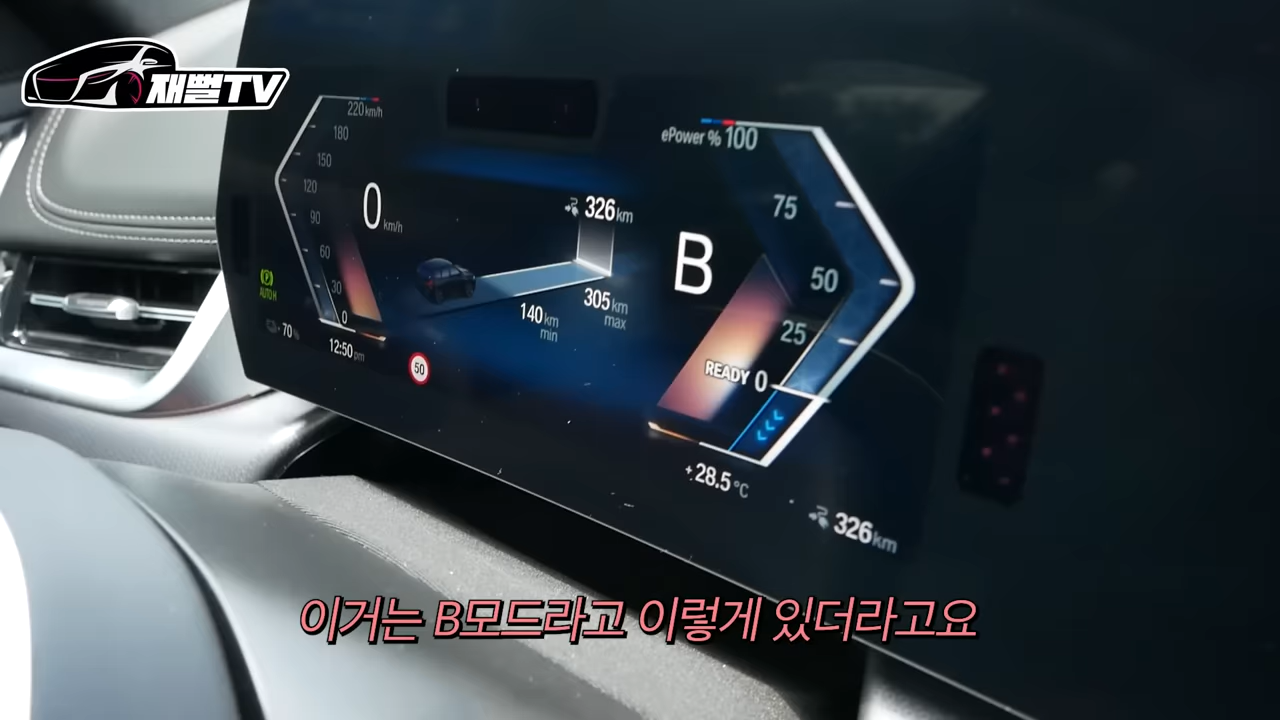 재뻘TV
220 km/h
180
150
120
90
60
30
0
0 km/h
AUTO H
70
12:50 pm
50
326 km
140 km min
305 km max
B
ePower % 100
75
50
25
READY 0
+28.5 °C
326 km
이거는 B모드라고 이렇게 있더라고요